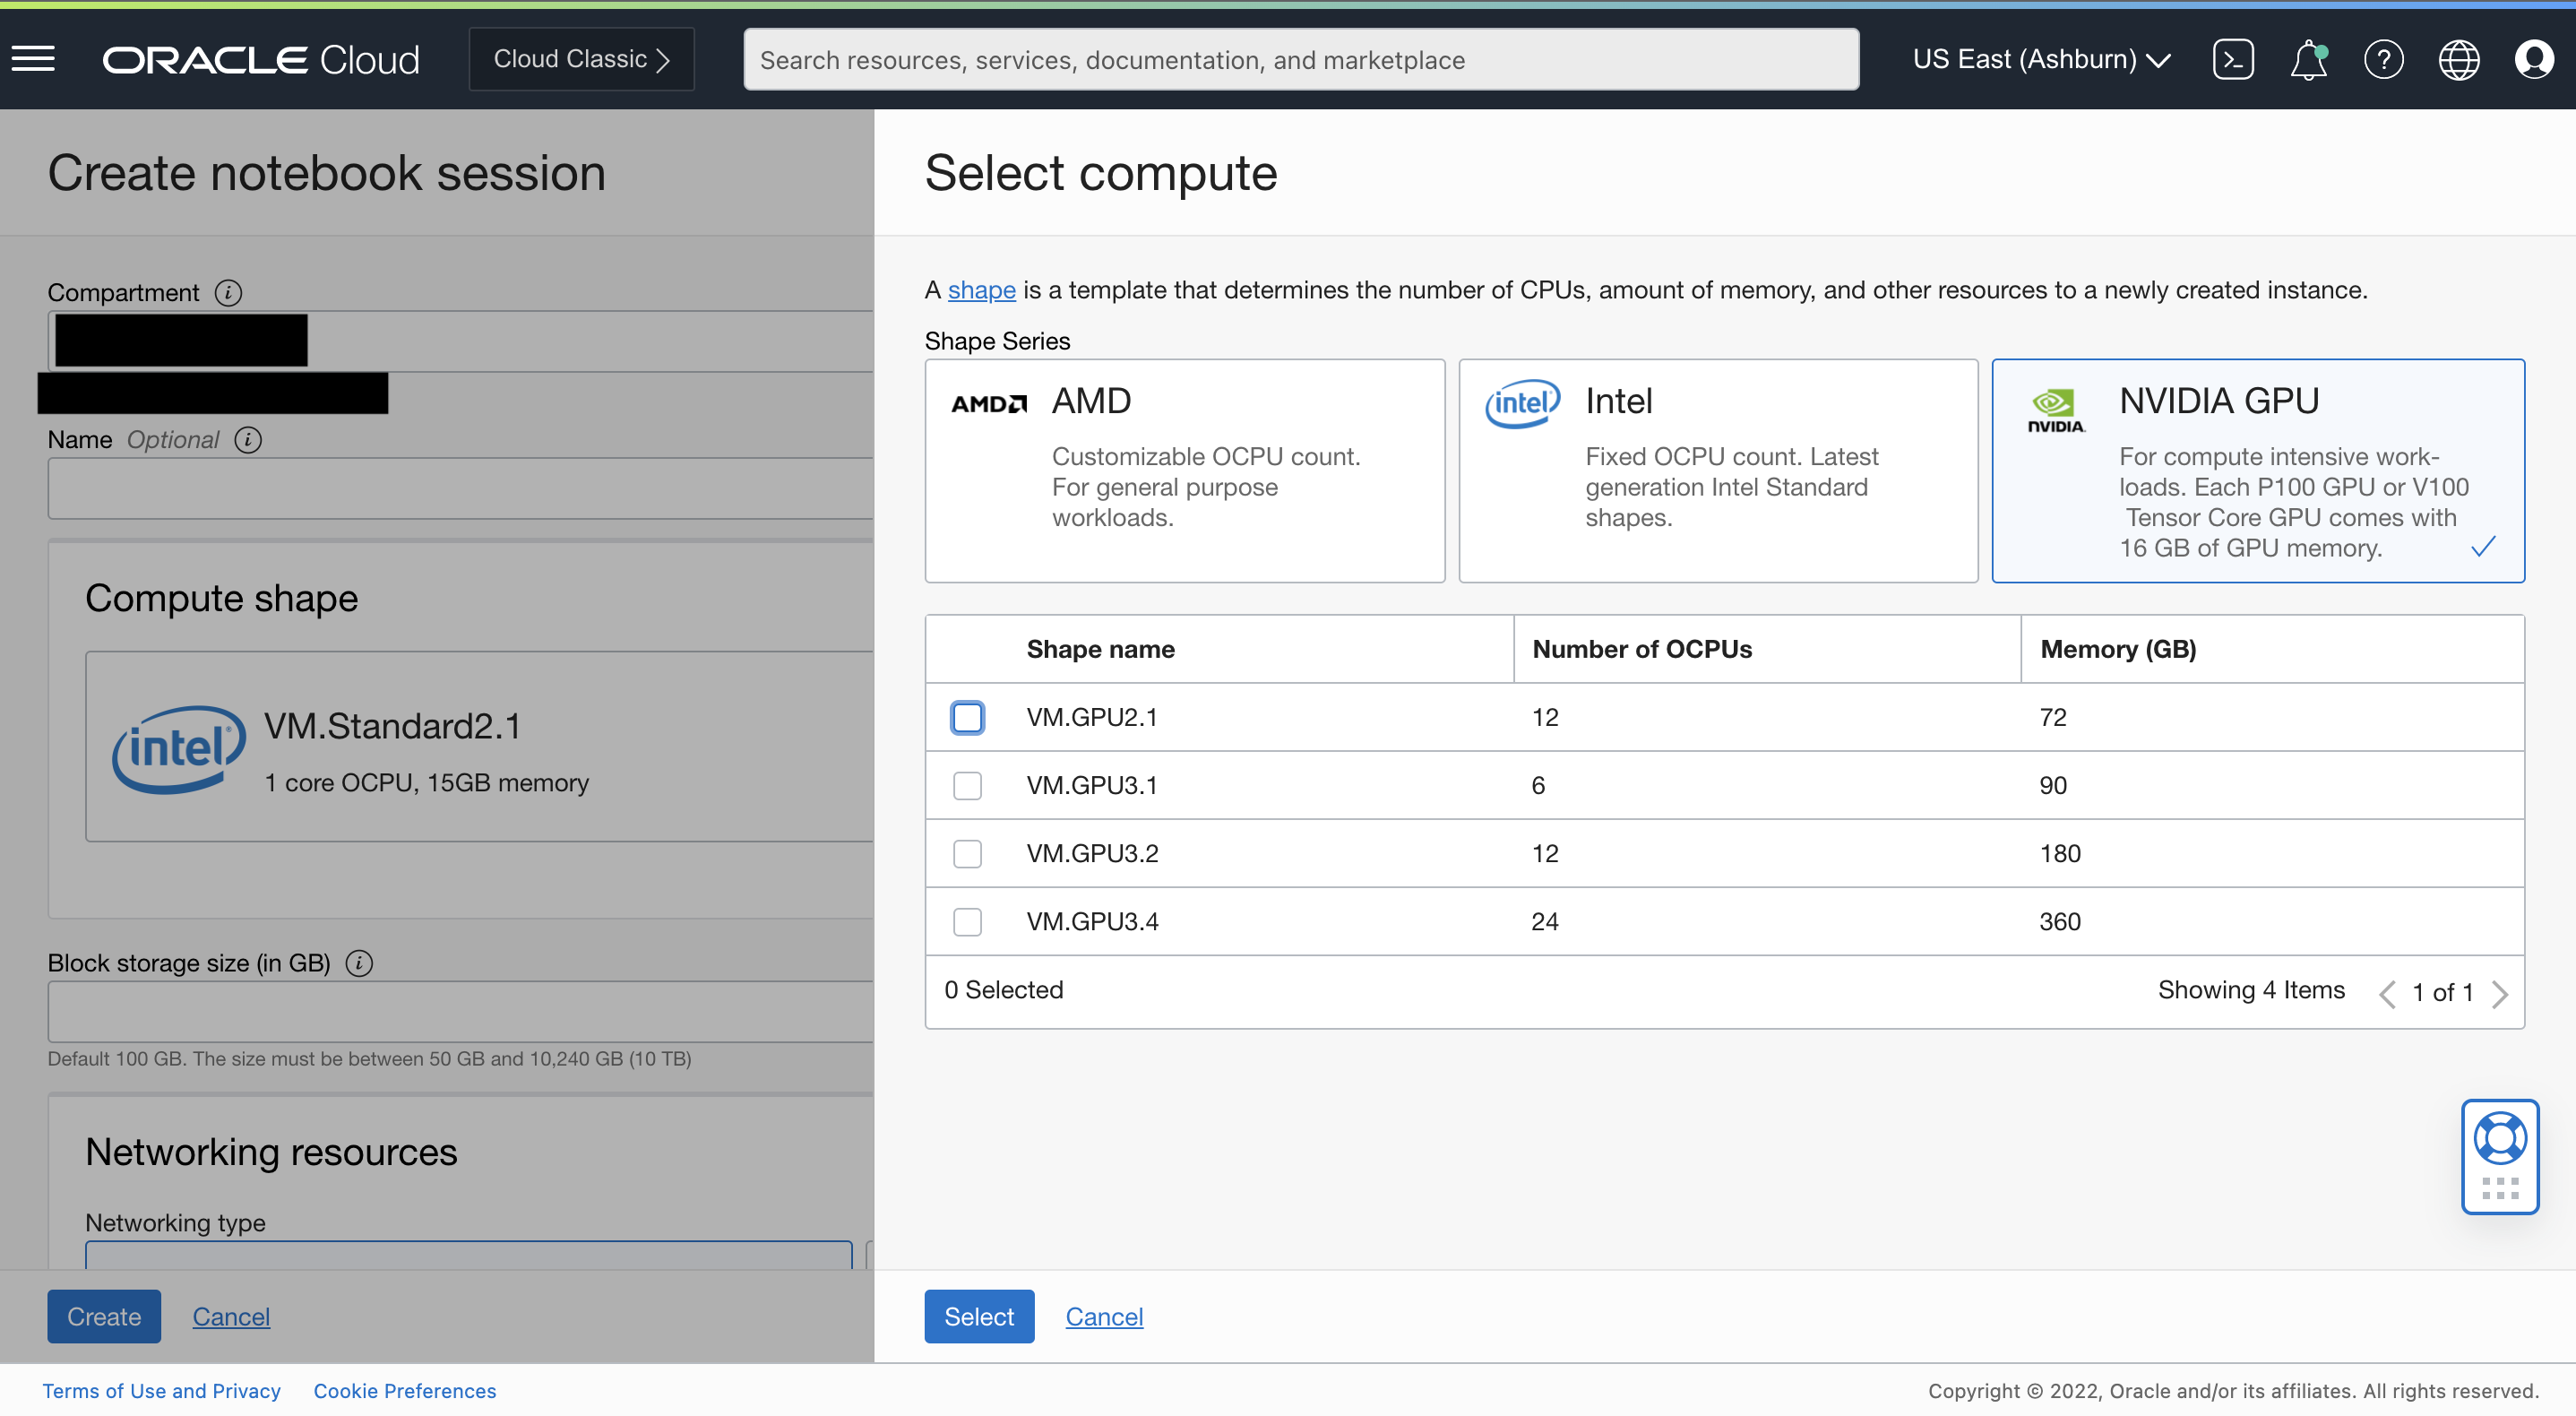 ORACLE Cloud
Cloud Classic
Search resources, services, documentation, and marketplace
US East (Ashburn)
Create notebook session
Compartment
Name Optional
Compute shape
intel
VM.Standard2.1
1 core OCPU, 15GB memory
Block storage size (in GB)
Default 100 GB. The size must be between 50 GB and 10,240 GB (10 TB)
Networking resources
Networking type
Create Cancel
Select compute
A shape is a template that determines the number of CPUs, amount of memory, and other resources to a newly created instance.
Shape Series
AMD AMD
Customizable OCPU count.
For general purpose
workloads.
intel Intel
Fixed OCPU count. Latest
generation Intel Standard
shapes.
NVIDIA NVIDIA GPU
For compute intensive work-
loads. Each P100 GPU or V100
Tensor Core GPU comes with
16 GB of GPU memory.
Shape name Number of OCPUs Memory (GB)
VM.GPU2.1 12 72
VM.GPU3.1 6 90
VM.GPU3.2 12 180
VM.GPU3.4 24 360
0 Selected Showing 4 Items 1 of 1
Select Cancel
Terms of Use and Privacy Cookie Preferences
Copyright © 2022, Oracle and/or its affiliates. All rights reserved.